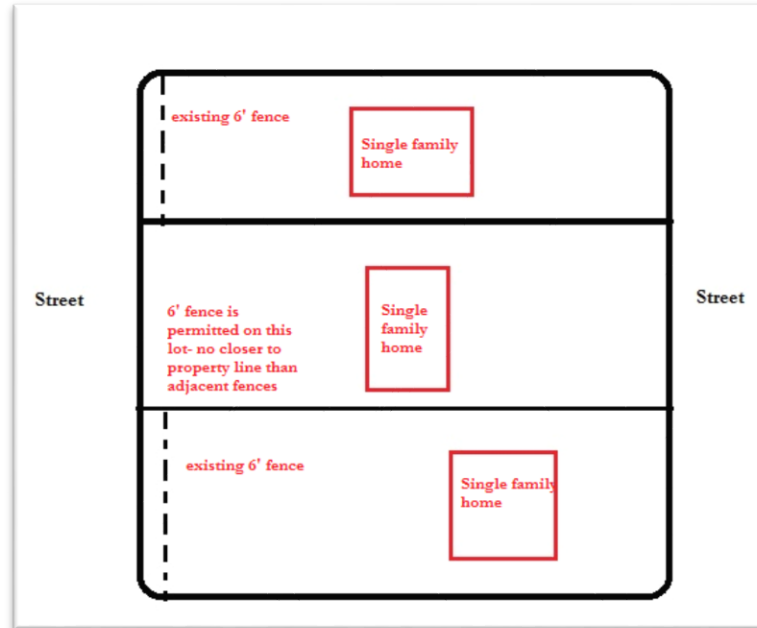 existing 6' fence
Single family
home
Street
Street
6' fence is
permitted on this
lot- no closer to
property line than
adjacent fences
Single
family
home
existing 6' fence
Single family
home